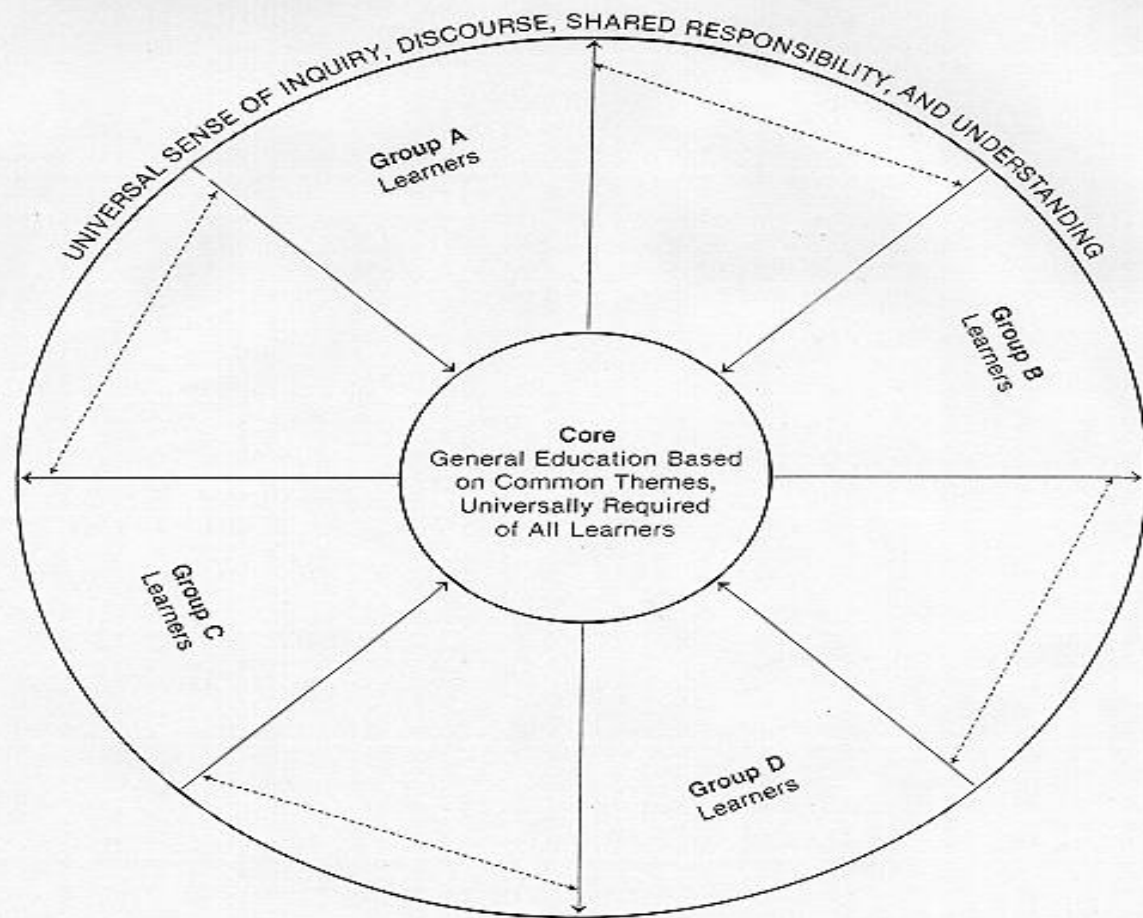 UNIVERSAL SENSE OF INQUIRY, DISCOURSE, SHARED RESPONSIBILITY, AND UNDERSTANDING
Group A
Learners
Group B
Learners
Core
General Education Based
on Common Themes,
Universally Required
of All Learners
Group C
Learners
Group D
Learners